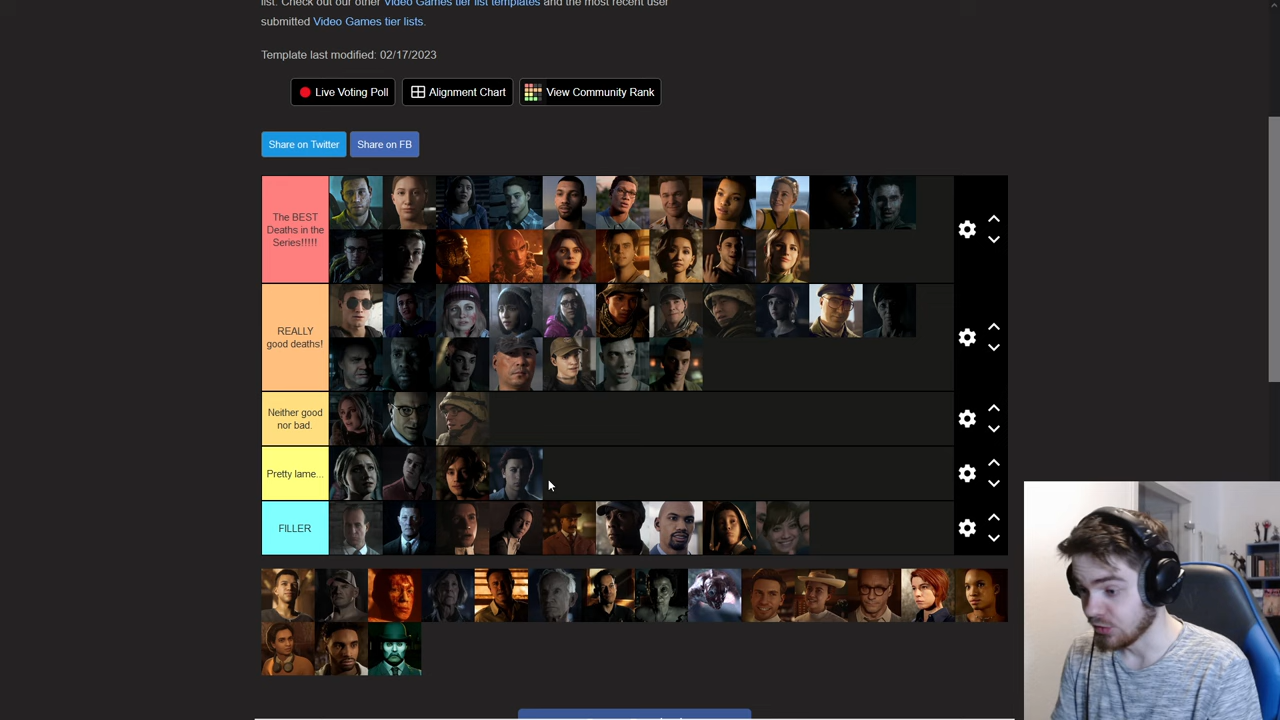 list. Check out our other Video Games tier list templates and the most recent user
submitted Video Games tier lists.
Template last modified: 02/17/2023
Live Voting Poll
Alignment Chart
View Community Rank
Share on Twitter
Share on FB
The BEST
Deaths in the
Series!!!!!
REALLY
good deaths!
Neither good
nor bad.
Pretty lame...
FILLER